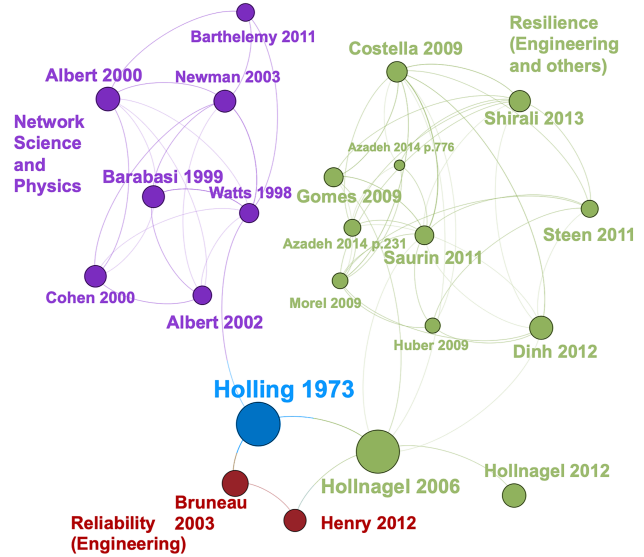 Barthelemy 2011
Albert 2000
Newman 2003
Network
Science
and
Physics
Barabasi 1999
Watts 1998
Cohen 2000
Albert 2002
Resilience
(Engineering
and others)
Costella 2009
Shirali 2013
Azadeh 2014 p.776
Gomes 2009
Azadeh 2014 p.231
Saurin 2011
Steen 2011
Morel 2009
Huber 2009
Dinh 2012
Holling 1973
Hollnagel 2006
Hollnagel 2012
Bruneau
2003
Reliability
(Engineering)
Henry 2012